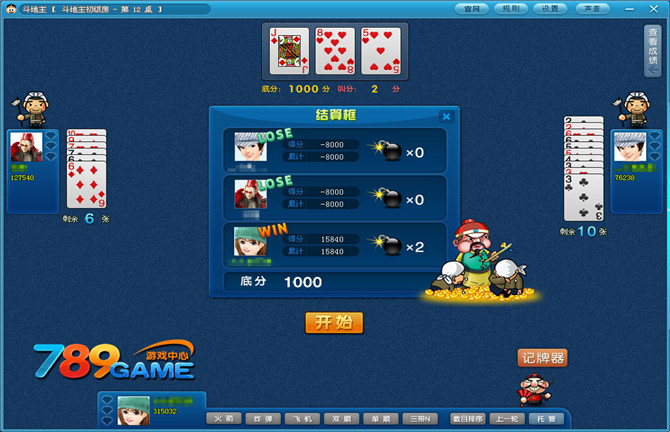 斗地主【 斗地主初级房 - 第 12 桌 】
官网 规则 设置 声音
查看成绩
J
8
5
底分: 1000 分 叫分: 2 分
结算框
LOSE
得分 -8000
累计 -8000
×0
LOSE
得分 -8000
累计 -8000
×0
WIN
得分 15840
累计 15840
×2
底分 1000
127540
6
剩余 6 张
76238
3
剩余 10 张
开始
789GAME
游戏中心
记牌器
315032
火箭 炸弹 飞机 双顺 单顺 三带N 数目排序 上一轮 托管